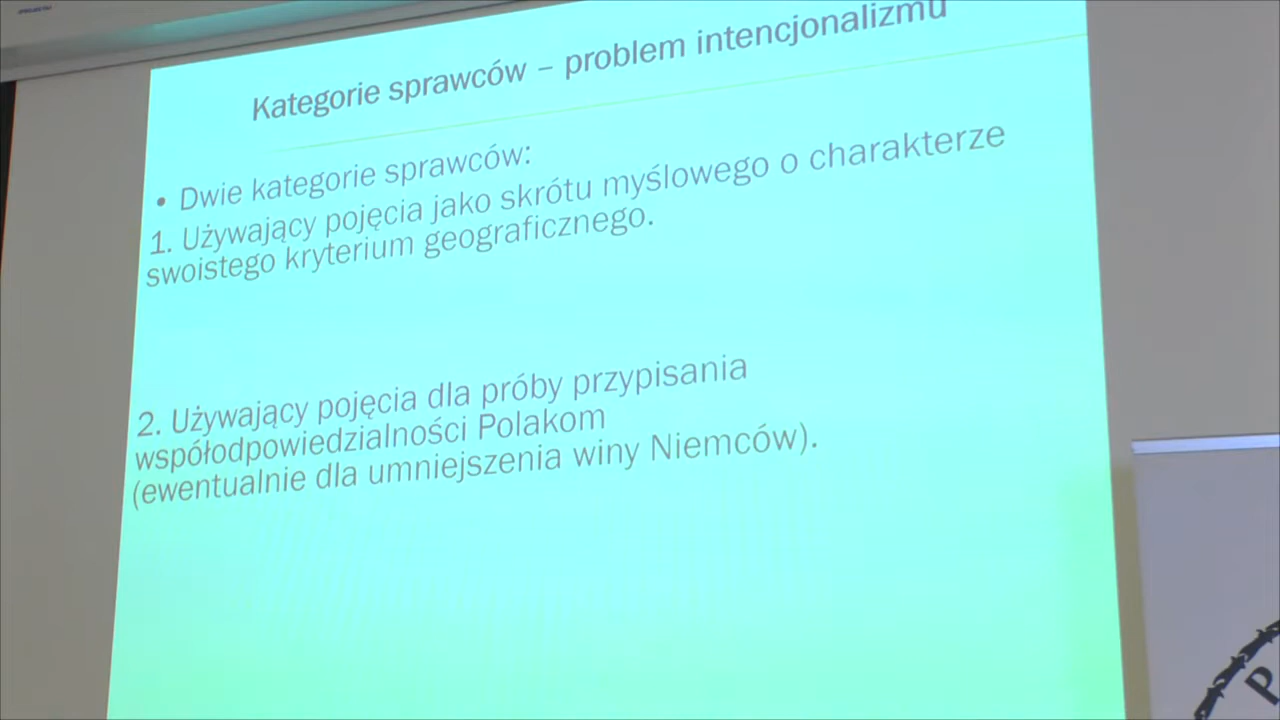 Kategorie sprawców – problem intencjonalizmu
• Dwie kategorie sprawców:
1. Używający pojęcia jako skrótu myślowego o charakterze
swoistego kryterium geograficznego.
2. Używający pojęcia dla próby przypisania
współodpowiedzialności Polakom
(ewentualnie dla umniejszenia winy Niemców).
P